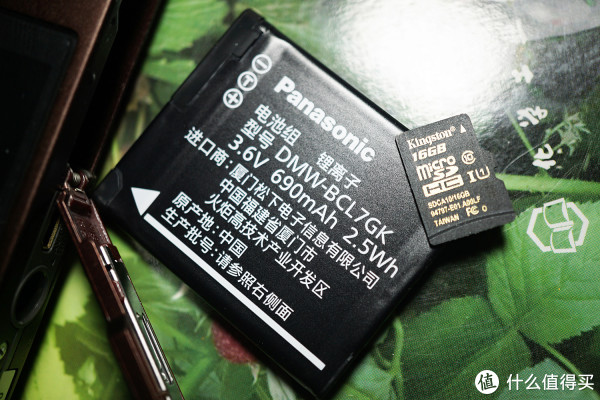 Panasonic
电池组 锂离子
型号 DMW-BCL7GK
3.6V 690mAh 2.5Wh
进口商:厦门松下电子信息有限公司
中国福建省厦门市
火炬高技术产业开发区
原产地:中国
生产批号:请参照右侧面
Kingston
16GB
micro SD HC I U1
SDCA10/16GB
94797-E01.A00LF
TAIWAN
值 什么值得买